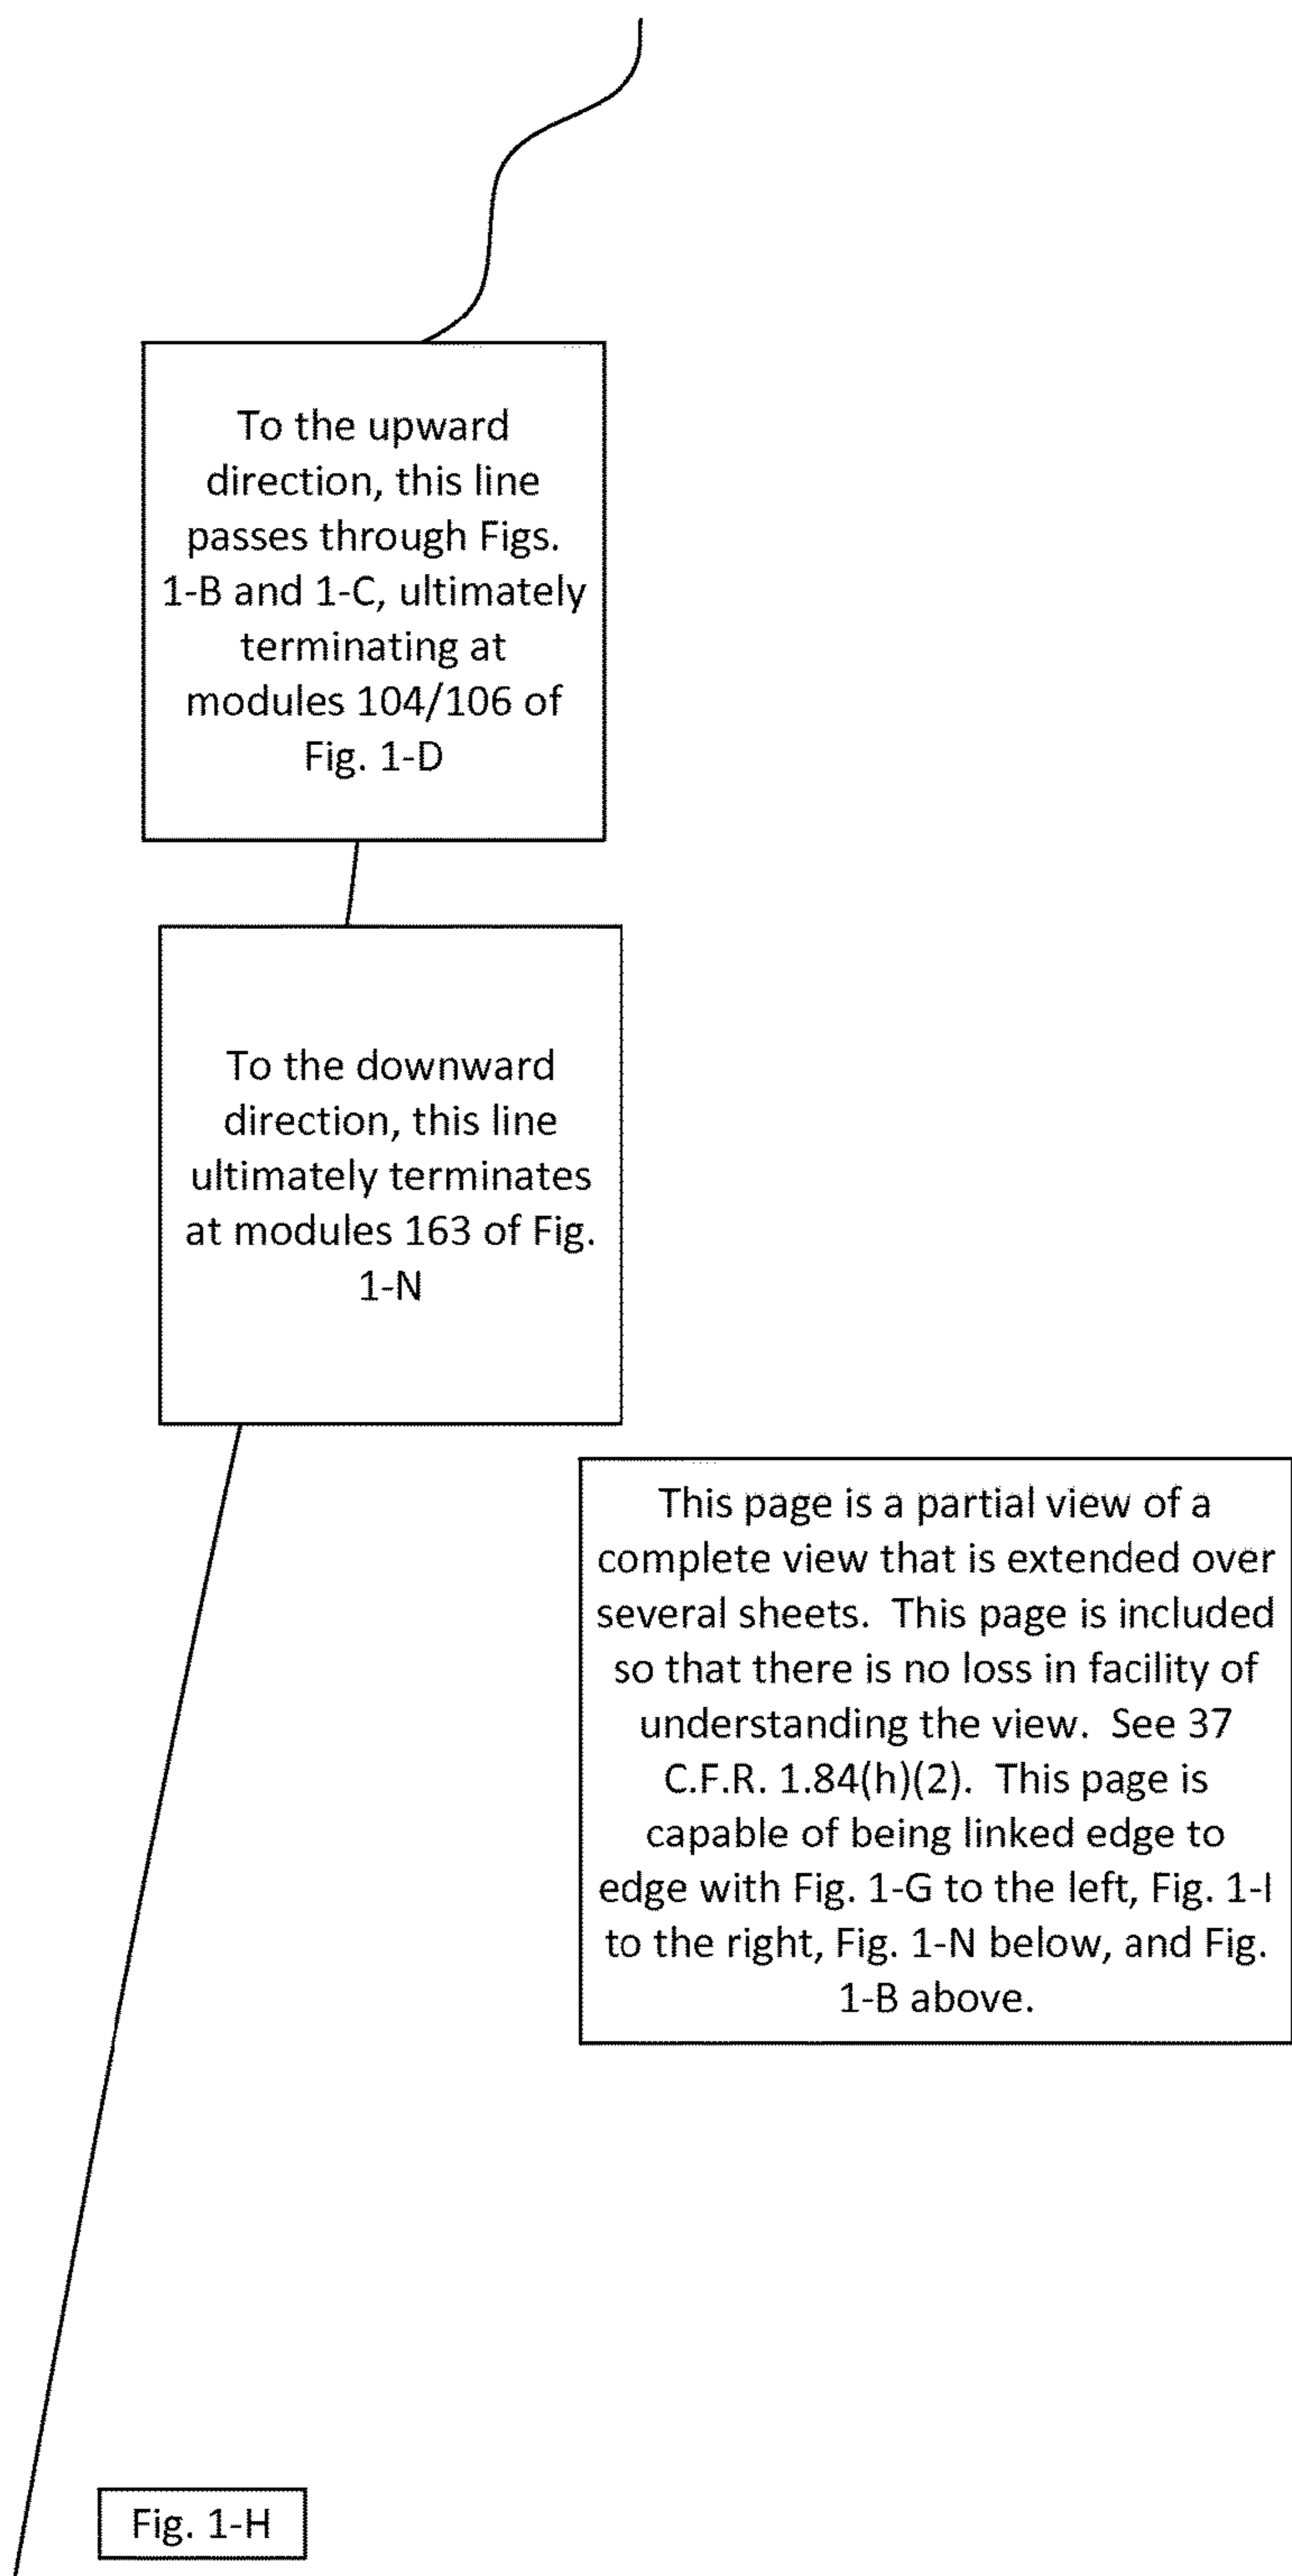 To the upward
direction, this line
passes through Figs.
1-B and 1-C, ultimately
terminating at
modules 104/106 of
Fig. 1-D
To the downward
direction, this line
ultimately terminates
at modules 163 of Fig.
1-N
This page is a partial view of a
complete view that is extended over
several sheets.  This page is included
so that there is no loss in facility of
understanding the view.  See 37
C.F.R. 1.84(h)(2).  This page is
capable of being linked edge to
edge with Fig. 1-G to the left, Fig. 1-I
to the right, Fig. 1-N below, and Fig.
1-B above.
Fig. 1-H